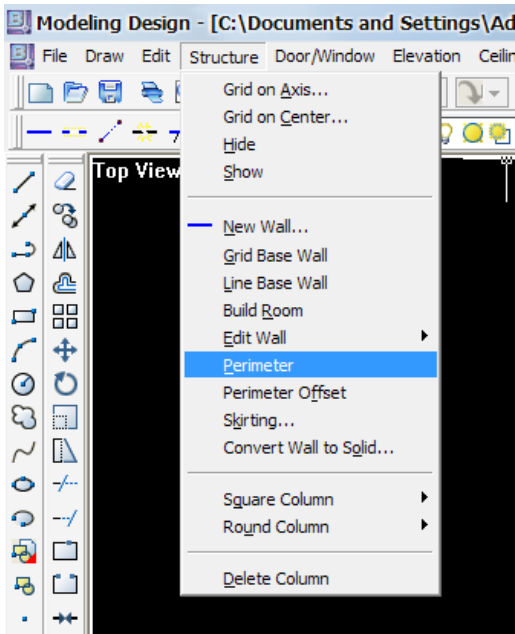 Modeling Design - [C:\Documents and Settings\Ad
File Draw Edit Structure Door/Window Elevation Ceilin
Grid on Axis...
Grid on Center...
Hide
Show
Top View
New Wall...
Grid Base Wall
Line Base Wall
Build Room
Edit Wall
Perimeter
Perimeter Offset
Skirting...
Convert Wall to Solid...
Square Column
Round Column
Delete Column